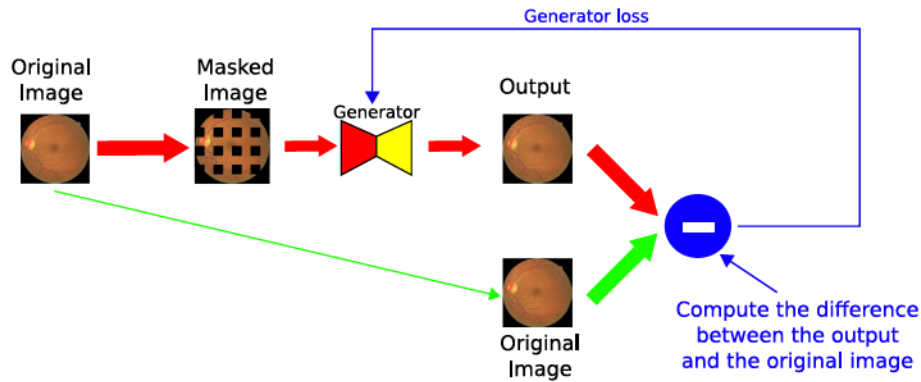 Generator loss
Original
Image
Masked
Image
Generator
Output
Original
Image
Compute the difference
between the output
and the original image